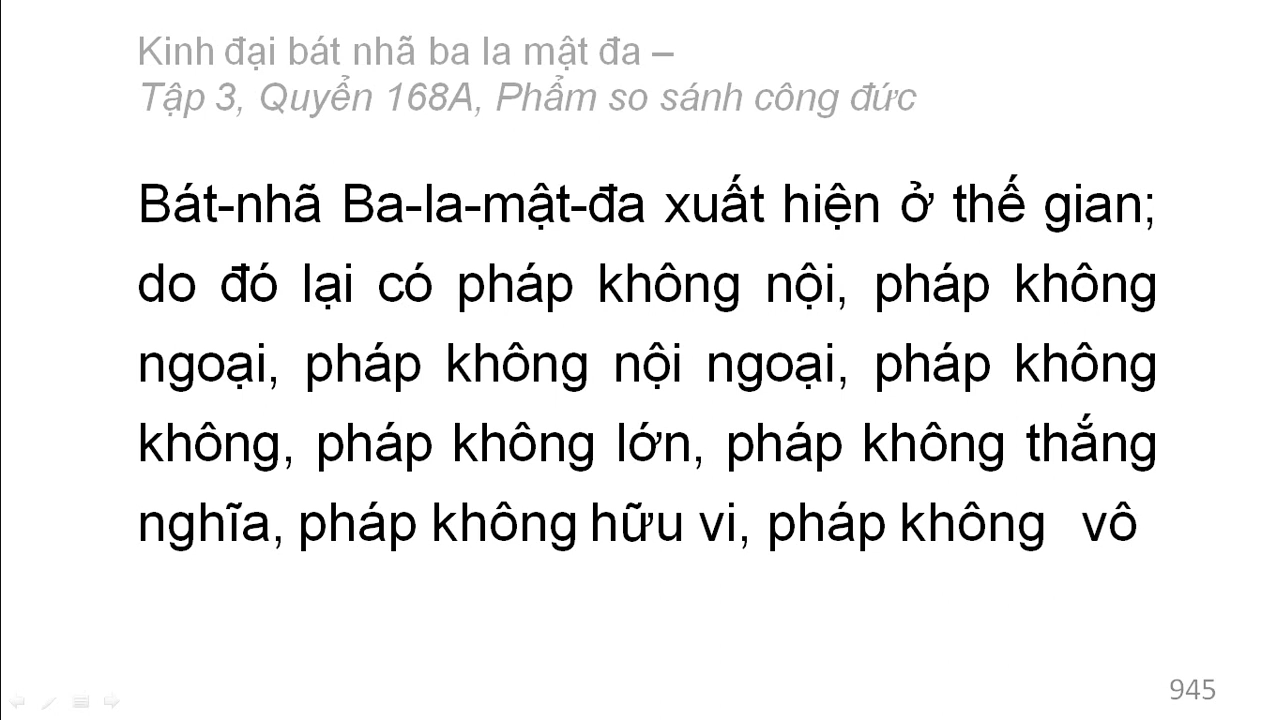 Kinh đại bát nhã ba la mật đa –
Tập 3, Quyển 168A, Phẩm so sánh công đức
Bát-nhã Ba-la-mật-đa xuất hiện ở thế gian;
do đó lại có pháp không nội, pháp không
ngoại, pháp không nội ngoại, pháp không
không, pháp không lớn, pháp không thắng
nghĩa, pháp không hữu vi, pháp không vô
945